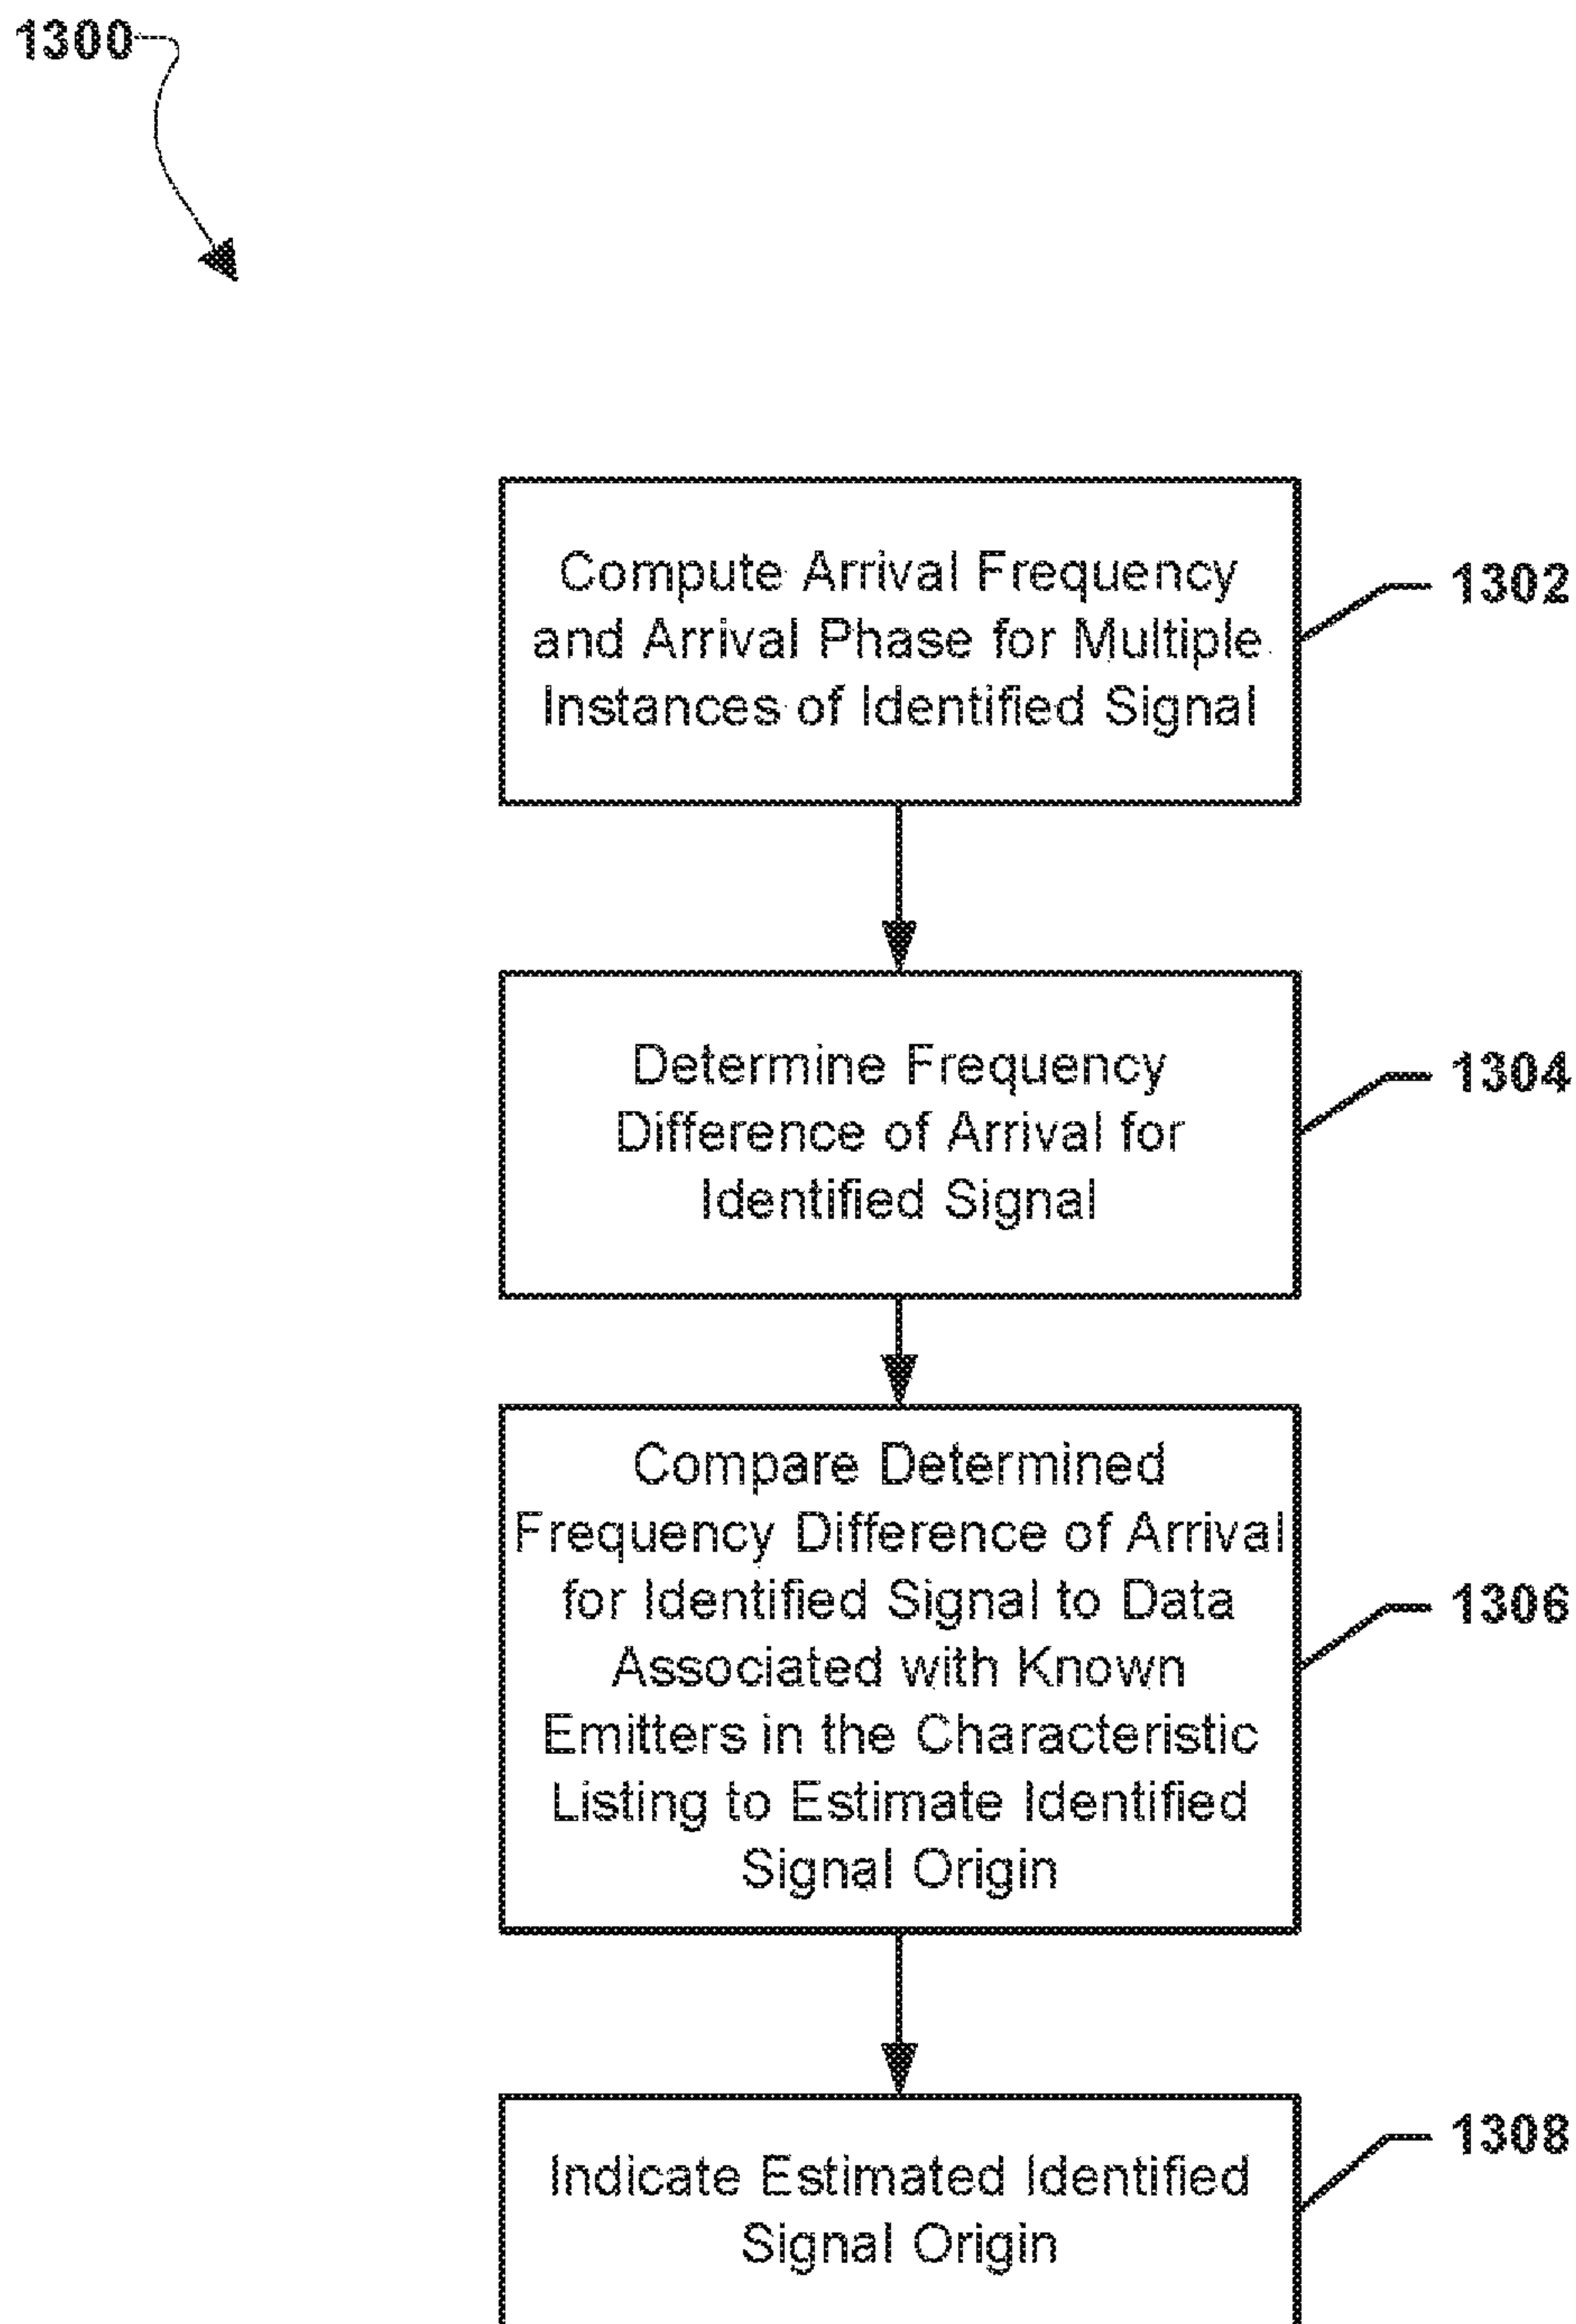 1300
Compute Arrival Frequency
and Arrival Phase for Multiple
Instances of Identified Signal
1302
Determine Frequency
Difference of Arrival for
Identified Signal
1304
Compare Determined
Frequency Difference of Arrival
for Identified Signal to Data
Associated with Known
Emitters in the Characteristic
Listing to Estimate Identified
Signal Origin
1306
Indicate Estimated Identified
Signal Origin
1308